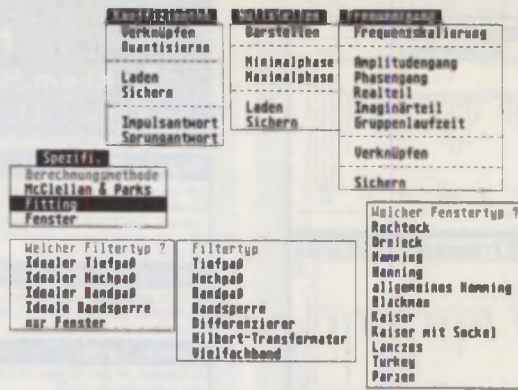 Koeffizienten
Verknüpfen
Quantisieren
Laden
Sichern
Impulsantwort
Sprungantwort
Nullstellen
Darstellen
Minimalphase
Maximalphase
Laden
Sichern
Frequenzgang
Frequenzskalierung
Amplitudengang
Phasengang
Realteil
Imaginärteil
Gruppenlaufzeit
Verknüpfen
Sichern
Spezifi.
Berechnungsmethode
McClellan & Parks
Fitting
Fenster
Welcher Filtertyp ?
Idealer Tiefpaß
Idealer Hochpaß
Idealer Bandpaß
Ideale Bandsperre
nur Fenster
Filtertyp
Tiefpaß
Hochpaß
Bandpaß
Bandsperre
Differenzierer
Hilbert-Transformator
Vielfachband
Welcher Fenstertyp ?
Rechteck
Dreieck
Hamming
Hanning
allgemeines Hamming
Blackman
Kaiser
Kaiser mit Sockel
Lanczos
Turkey
Parzen